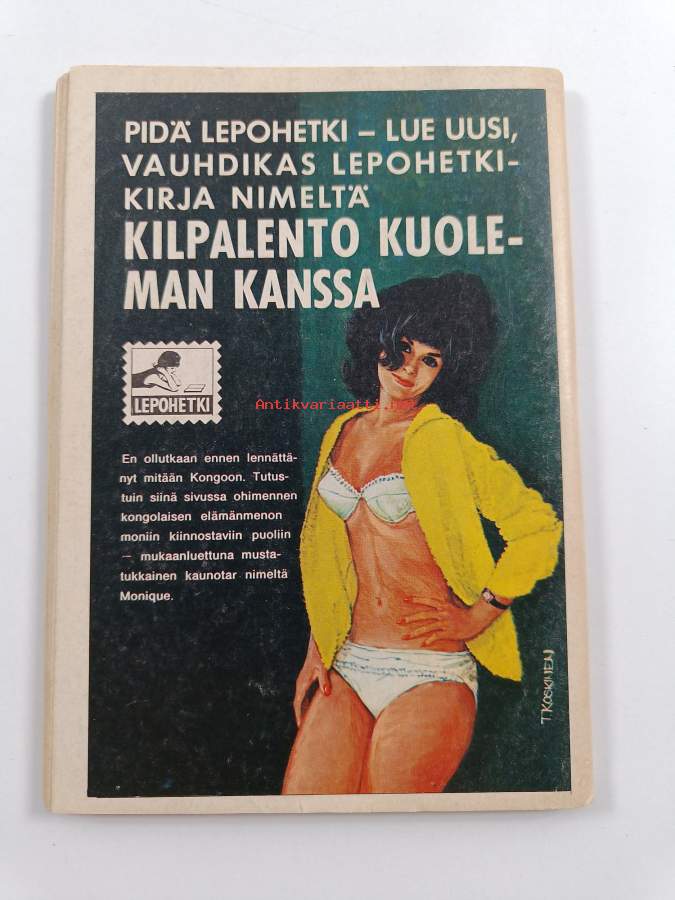 PIDÄ LEPOHETKI – LUE UUSI,
VAUHDIKAS LEPOHETKI-
KIRJA NIMELTÄ
KILPALENTO KUOLE-
MAN KANSSA
LEPOHETKI
Antikvariaatti.net
En ollutkaan ennen lennättä-
nyt mitään Kongoon. Tutus-
tuin siinä sivussa ohimennen
kongolaisen elämänmenon
moniin kiinnostaviin puoliin
— mukaanluettuna musta-
tukkainen kaunotar nimeltä
Monique.
T. KOSKINEN